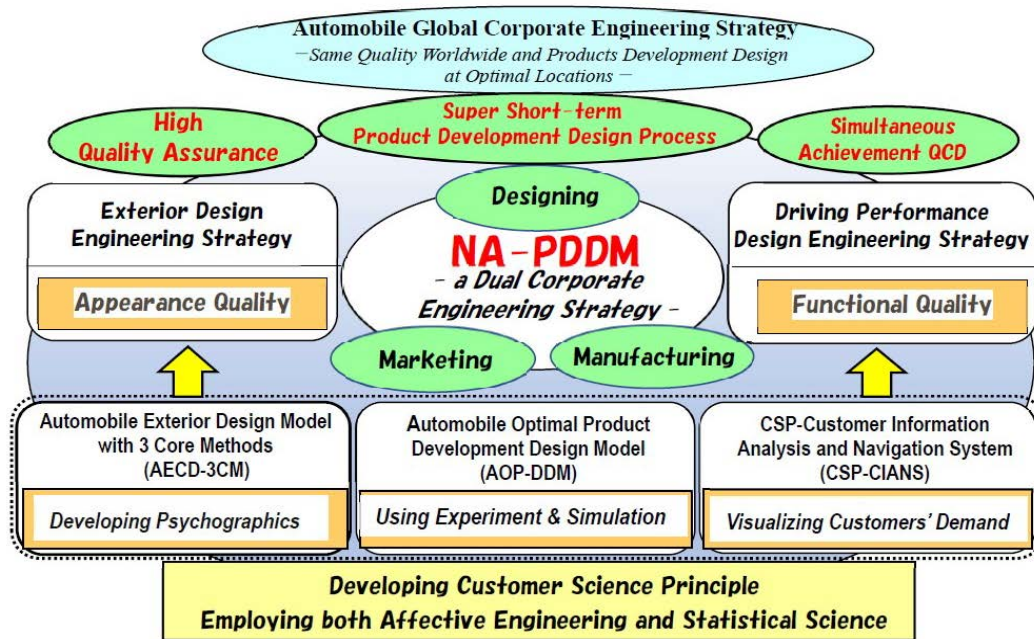 Automobile Global Corporate Engineering Strategy
—Same Quality Worldwide and Products Development Design
at Optimal Locations —
High
Quality Assurance
Super Short-term
Product Development Design Process
Simultaneous
Achievement QCD
Designing
Exterior Design
Engineering Strategy
Appearance Quality
NA-PDDM
- a Dual Corporate
Engineering Strategy -
Driving Performance
Design Engineering Strategy
Functional Quality
Marketing
Manufacturing
Automobile Exterior Design Model
with 3 Core Methods
(AECD-3CM)
Developing Psychographics
Automobile Optimal Product
Development Design Model
(AOP-DDM)
Using Experiment & Simulation
CSP-Customer Information
Analysis and Navigation System
(CSP-CIANS)
Visualizing Customers' Demand
Developing Customer Science Principle
Employing both Affective Engineering and Statistical Science